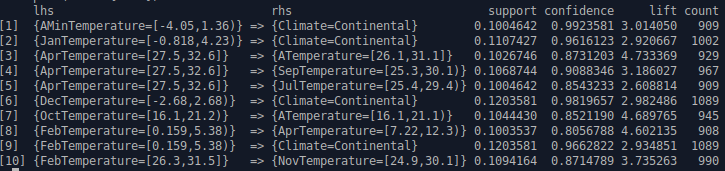 lhs rhs support confidence lift count
[1] {AMinTemperature=[-4.05,1.36)} => {Climate=Continental} 0.1004642 0.9923581 3.014050 909
[2] {JanTemperature=[-0.818,4.23)} => {Climate=Continental} 0.1107427 0.9616123 2.920667 1002
[3] {AprTemperature=[27.5,32.6]} => {ATemperature=[26.1,31.1]} 0.1026746 0.8731203 4.733369 929
[4] {AprTemperature=[27.5,32.6]} => {SepTemperature=[25.3,30.1)} 0.1068744 0.9088346 3.186027 967
[5] {AprTemperature=[27.5,32.6]} => {JulTemperature=[25.4,29.4)} 0.1004642 0.8543233 2.608814 909
[6] {DecTemperature=[-2.68,2.68)} => {Climate=Continental} 0.1203581 0.9819657 2.982486 1089
[7] {OctTemperature=[16.1,21.2)} => {ATemperature=[16.1,21.1)} 0.1044430 0.8521190 4.689765 945
[8] {FebTemperature=[0.159,5.38)} => {AprTemperature=[7.22,12.3)} 0.1003537 0.8056788 4.602135 908
[9] {FebTemperature=[0.159,5.38)} => {Climate=Continental} 0.1203581 0.9662822 2.934851 1089
[10] {FebTemperature=[26.3,31.5]} => {NovTemperature=[24.9,30.1]} 0.1094164 0.8714789 3.735263 990